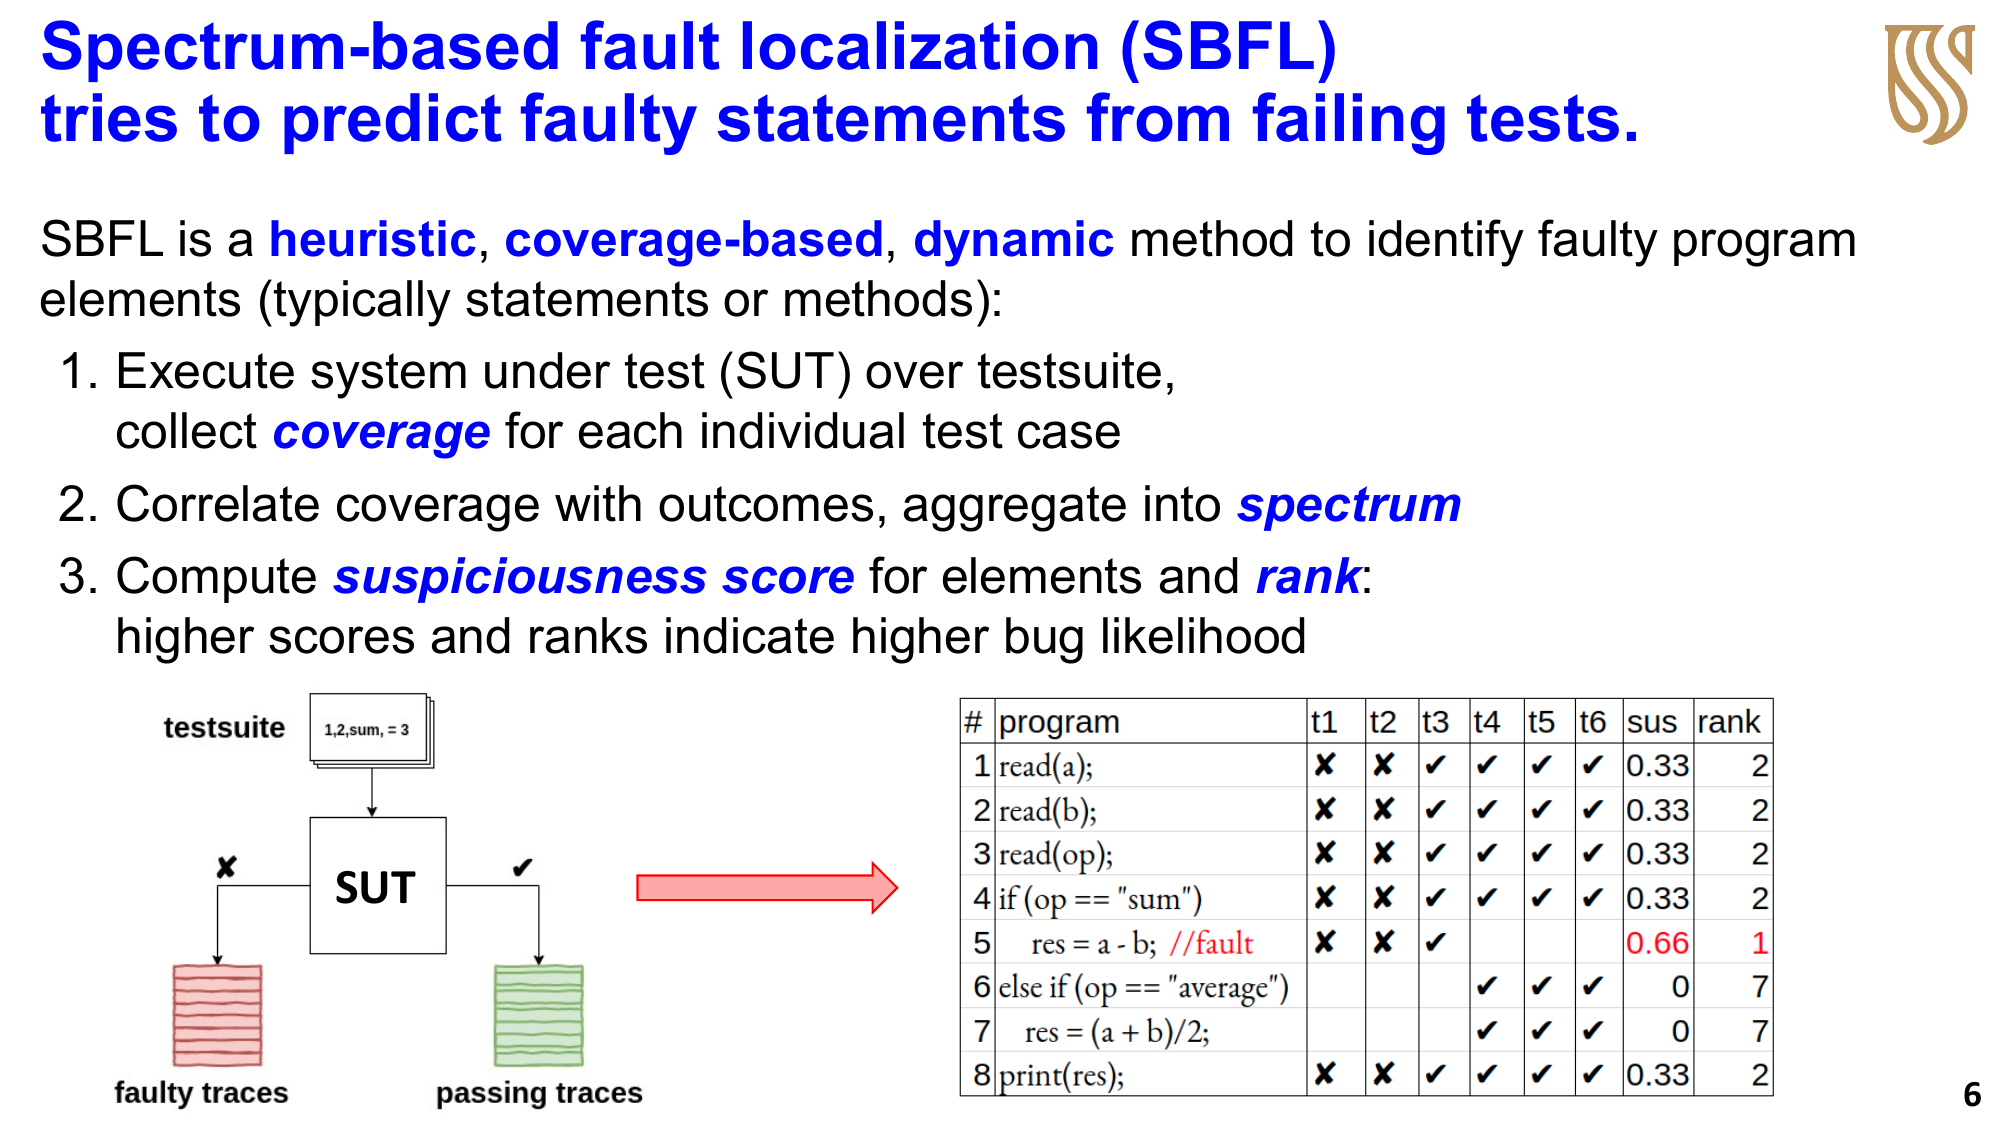 Spectrum-based fault localization (SBFL)
tries to predict faulty statements from failing tests.
SBFL is a heuristic, coverage-based, dynamic method to identify faulty program
elements (typically statements or methods):
1. Execute system under test (SUT) over testsuite,
collect coverage for each individual test case
2. Correlate coverage with outcomes, aggregate into spectrum
3. Compute suspiciousness score for elements and rank:
higher scores and ranks indicate higher bug likelihood
testsuite
1,2,sum, = 3
✘ ✔
SUT
faulty traces passing traces
# program t1 t2 t3 t4 t5 t6 sus rank
1 read(a); ✘ ✘ ✔ ✔ ✔ ✔ 0.33 2
2 read(b); ✘ ✘ ✔ ✔ ✔ ✔ 0.33 2
3 read(op); ✘ ✘ ✔ ✔ ✔ ✔ 0.33 2
4 if (op == "sum") ✘ ✘ ✔ ✔ ✔ ✔ 0.33 2
5 res = a - b; //fault ✘ ✘ ✔ 0.66 1
6 else if (op == "average") ✔ ✔ ✔ 0 7
7 res = (a + b)/2; ✔ ✔ ✔ 0 7
8 print(res); ✘ ✘ ✔ ✔ ✔ ✔ 0.33 2
6